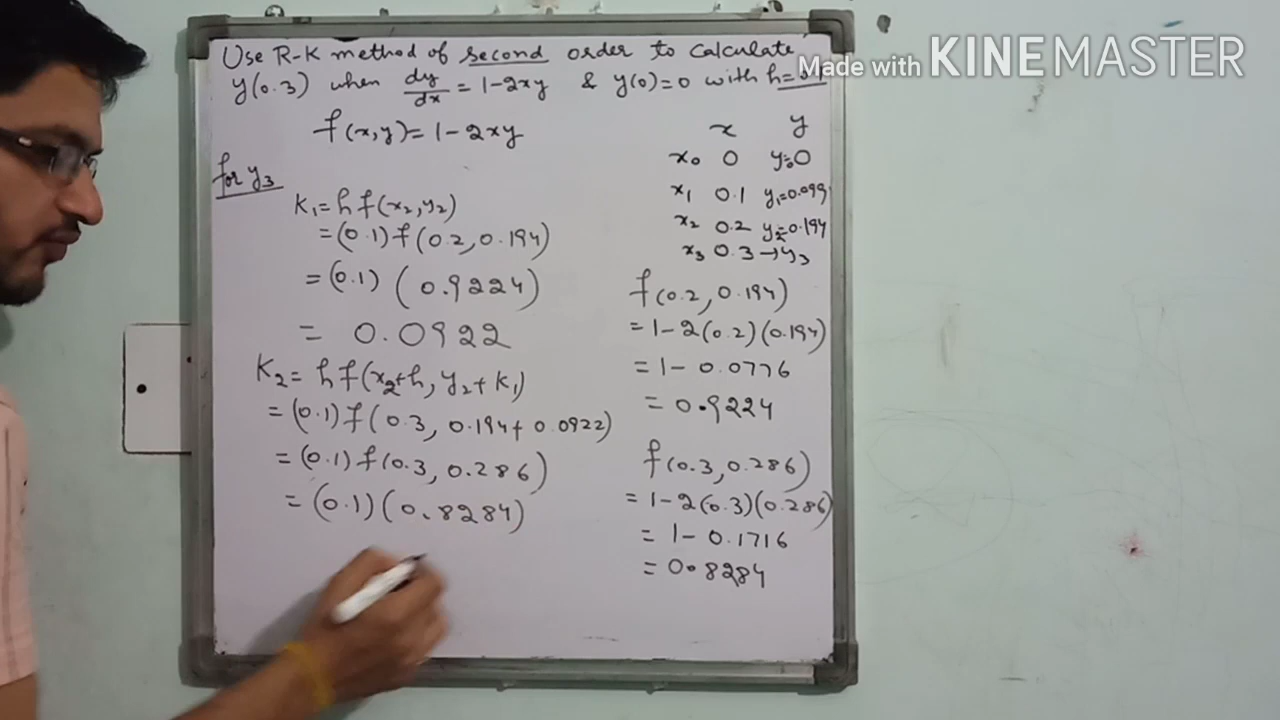 Use R-K method of second order to calculate
y(0.3) when dy/dx = 1-2xy & y(0)=0 with h=
Made with KINEMASTER
f(x,y)=1-2xy
for y₃
K₁= h f(x₂,y₂)
=(0.1)f(0.2,0.194)
=(0.1) (0.9224)
= 0.0922
K₂= h f(x₂+h, y₂+K₁)
=(0.1)f(0.3, 0.194+0.0922)
=(0.1)f(0.3, 0.286)
=(0.1)(0.8284)
x y
x₀ 0 y₀=0
x₁ 0.1 y₁=0.099
x₂ 0.2 y₂=0.194
x₃ 0.3→y₃
f(0.2,0.194)
=1-2(0.2)(0.194)
=1-0.0776
=0.9224
f(0.3,0.286)
=1-2(0.3)(0.286)
= 1-0.1716
=0.8284